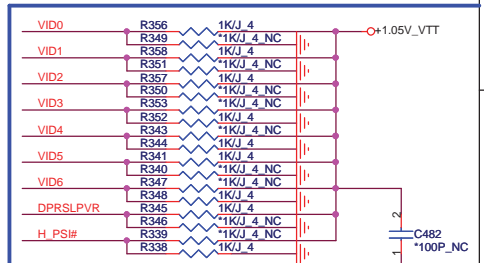 VID0 R356 1K/J_4 +1.05V_VTT
R349 *1K/J_4_NC
VID1 R358 1K/J_4
R351 *1K/J_4_NC
VID2 R357 1K/J_4
R350 *1K/J_4_NC
VID3 R353 *1K/J_4_NC
R352 1K/J_4
VID4 R343 *1K/J_4_NC
R344 1K/J_4
VID5 R341 1K/J_4
R340 *1K/J_4_NC
VID6 R347 *1K/J_4_NC
R348 1K/J_4
DPRSLPVR R345 1K/J_4
R346 *1K/J_4_NC
H_PSI# R339 *1K/J_4_NC
R338 1K/J_4
2
C482
*100P_NC
1